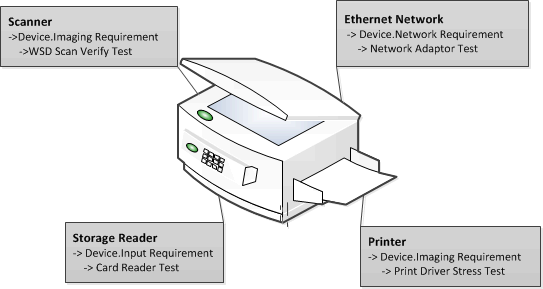 Scanner
->Device.Imaging Requirement
->WSD Scan Verify Test
Ethernet Network
-> Device.Network Requirement
-> Network Adaptor Test
Storage Reader
-> Device.Input Requirement
-> Card Reader Test
Printer
-> Device.Imaging Requirement
-> Print Driver Stress Test